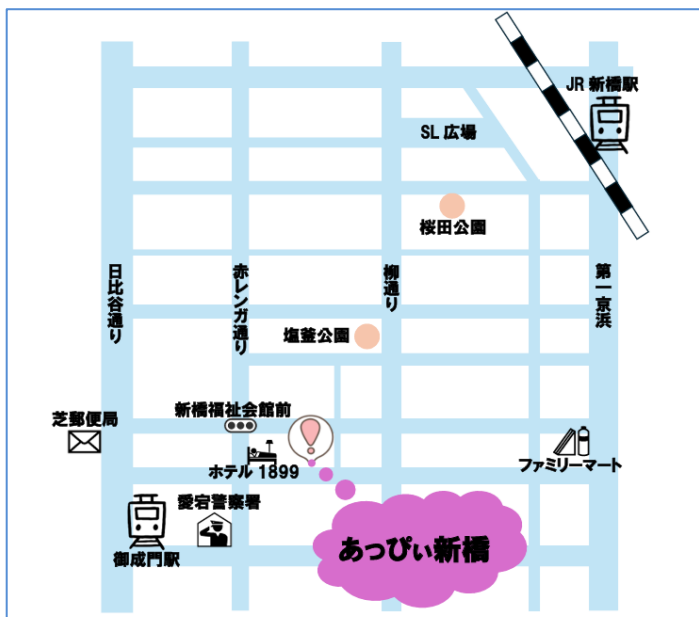 JR 新橋駅
SL 広場
桜田公園
日比谷通り
赤レンガ通り
柳通り
第一京浜
塩釜公園
芝郵便局
新橋福祉会館前
ホテル 1899
ファミリーマート
愛宕警察署
御成門駅
あっぴぃ新橋